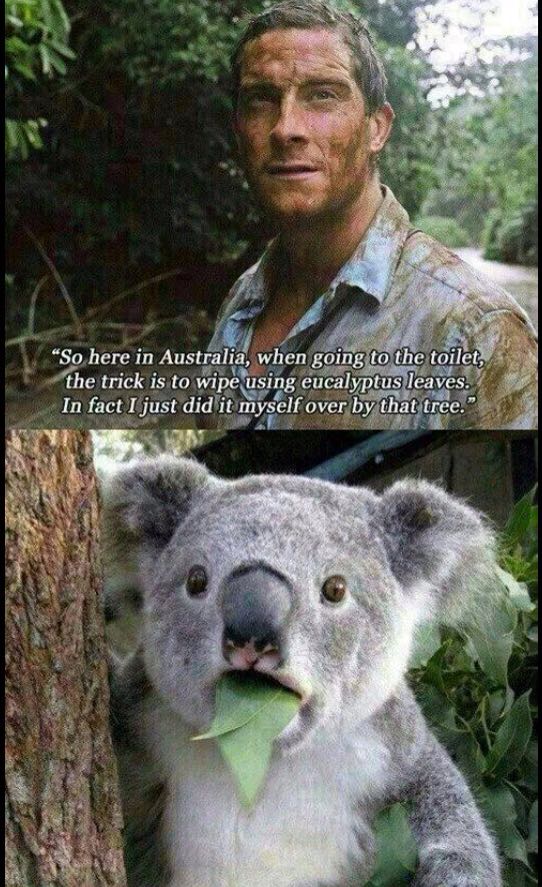 “So here in Australia, when going to the toilet,
the trick is to wipe using eucalyptus leaves.
In fact I just did it myself over by that tree.”